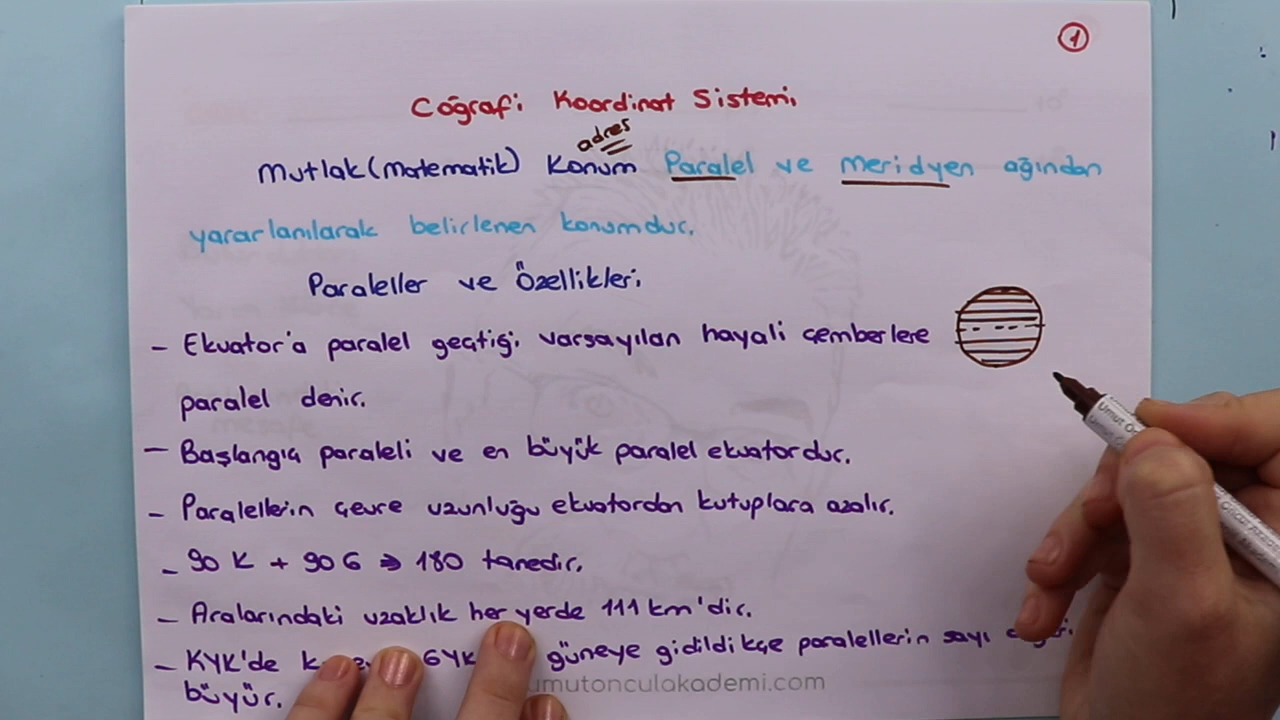 1
Coğrafi Koordinat Sistemi.
adres
Mutlak (Matematik) Konum Paralel ve meridyen ağından
yararlanılarak belirlenen konumdur.
Paraleller ve Özellikleri.
- Ekvator'a paralel geçtiği varsayılan hayali çemberlere
paralel denir.
- Başlangıç paraleli ve en büyük paralel ekvatordur.
- Paralellerin çevre uzunluğu ekvatordan kutuplara azalır.
- 90 K + 90 G → 180 tanedir.
- Aralarındaki uzaklık her yerde 111 km'dir.
- KYK'de GYK güneye gidildikçe paralellerin sayı
büyür.
umutonculakademi.com